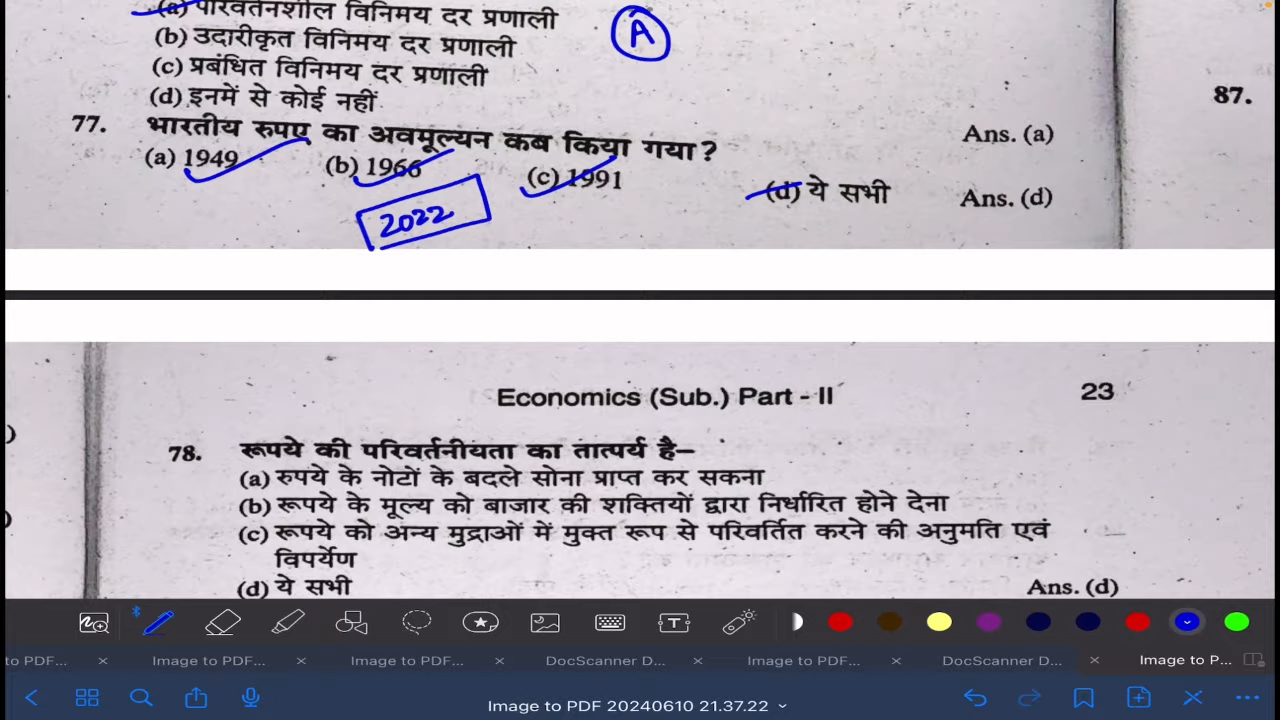 (a) परिवर्तनशील विनिमय दर प्रणाली
(b) उदारीकृत विनिमय दर प्रणाली
(c) प्रबंधित विनिमय दर प्रणाली
(d) इनमें से कोई नहीं
A
Ans. (a)
87.
77. भारतीय रुपए का अवमूल्यन कब किया गया?
(a) 1949 (b) 1966 (c) 1991 (d) ये सभी Ans. (d)
2022
Economics (Sub.) Part - II 23
78. रूपये की परिवर्तनीयता का तात्पर्य है–
(a) रुपये के नोटों के बदले सोना प्राप्त कर सकना
(b) रूपये के मूल्य को बाजार की शक्तियों द्वारा निर्धारित होने देना
(c) रूपये को अन्य मुद्राओं में मुक्त रूप से परिवर्तित करने की अनुमति एवं
विपर्येण
(d) ये सभी Ans. (d)
to PDF... Image to PDF... Image to PDF... DocScanner D... Image to PDF... DocScanner D... Image to P...
Image to PDF 20240610 21.37.22